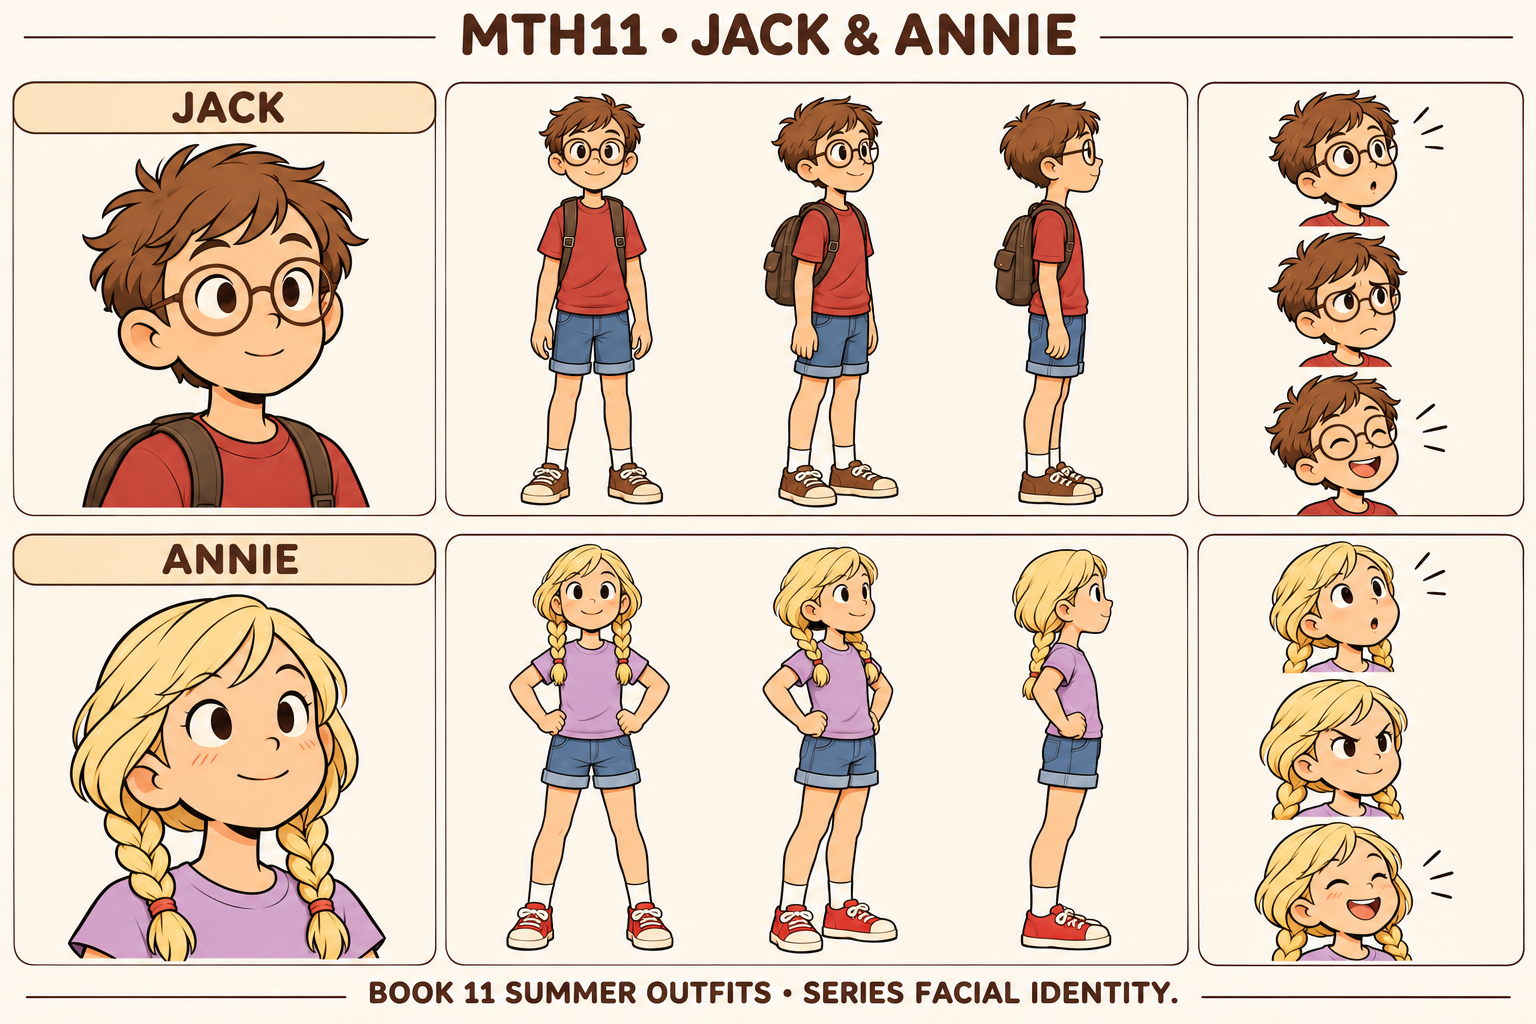 MTH11 • JACK & ANNIE
JACK
ANNIE
BOOK 11 SUMMER OUTFITS • SERIES FACIAL IDENTITY.